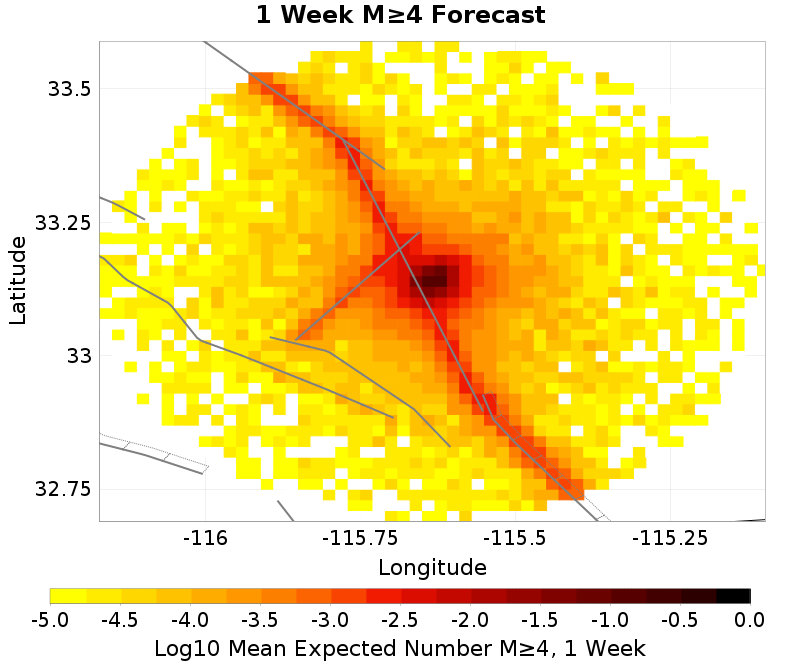 1 Week M≥4 Forecast
33.5
33.25
33
32.75
Latitude
-116
-115.75
-115.5
-115.25
Longitude
-5.0 -4.5 -4.0 -3.5 -3.0 -2.5 -2.0 -1.5 -1.0 -0.5 0.0
Log10 Mean Expected Number M≥4, 1 Week